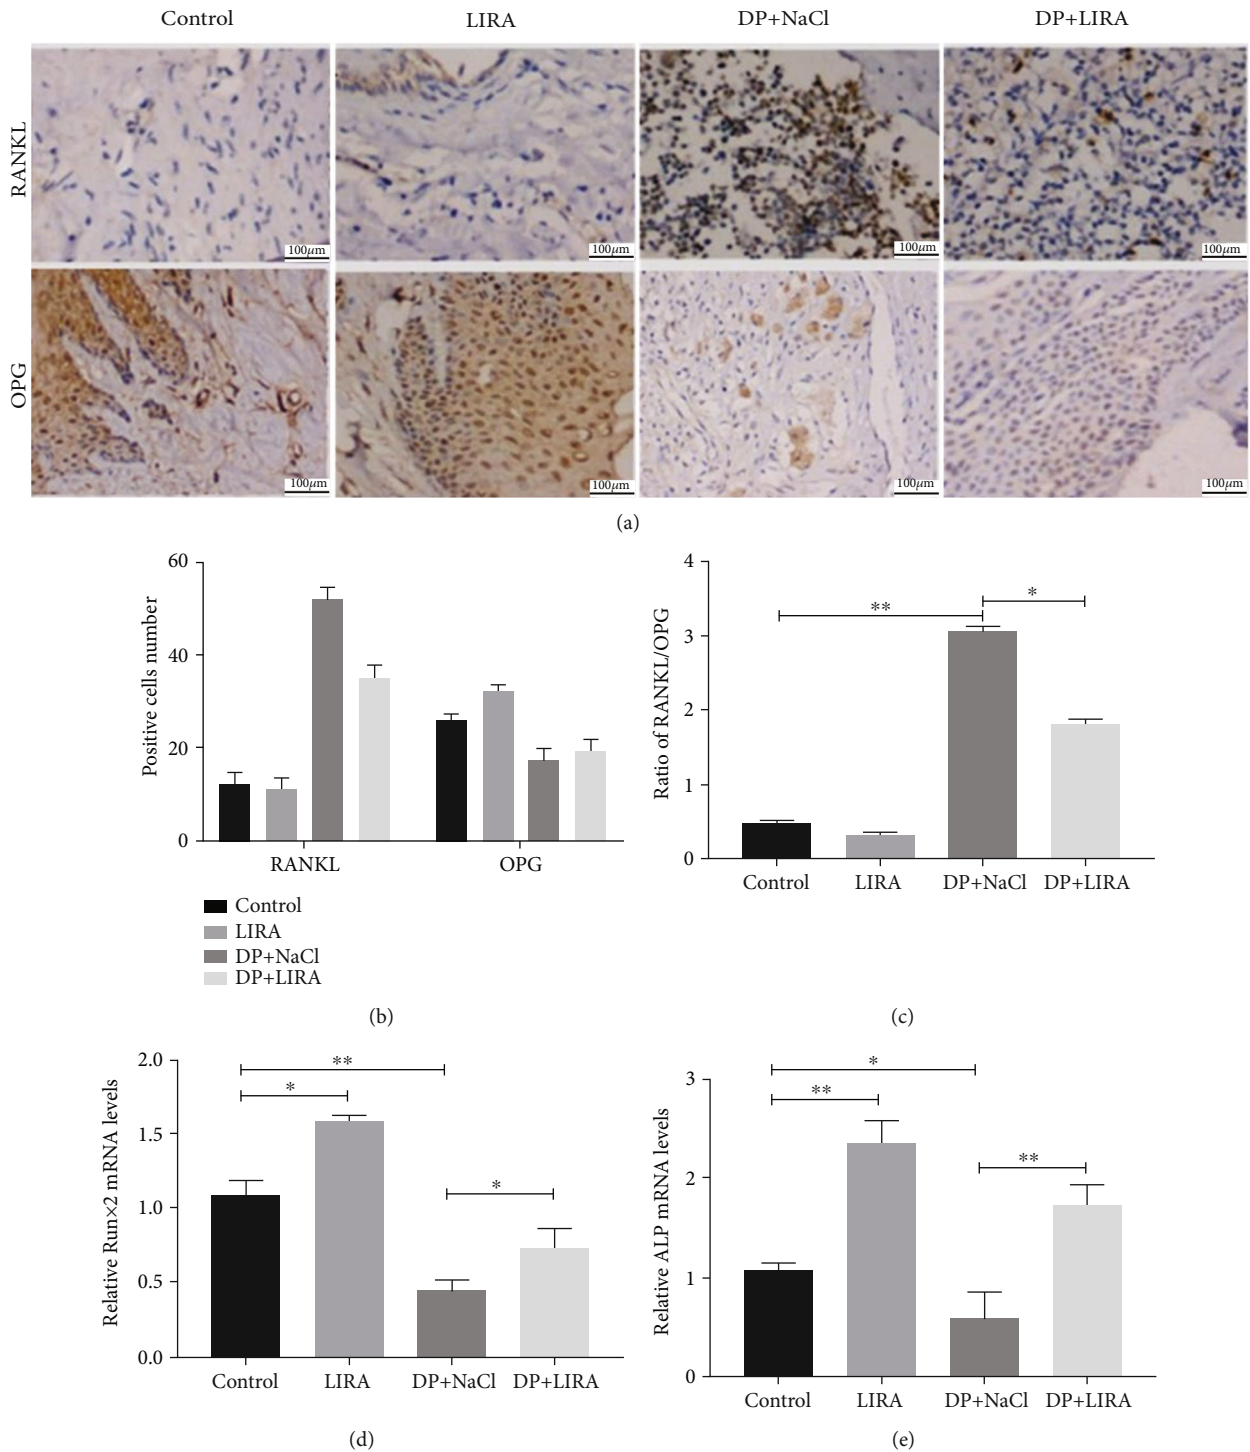 Control LIRA DP+NaCl DP+LIRA
RANKL
100μm 100μm 100μm 100μm
OPG
100μm 100μm 100μm 100μm
(a)
Positive cells number
60
40
20
0
RANKL OPG
Control
LIRA
DP+NaCl
DP+LIRA
(b)
Ratio of RANKL/OPG
4
3
2
1
0
** *
Control LIRA DP+NaCl DP+LIRA
(c)
Relative Run×2 mRNA levels
2.0
1.5
1.0
0.5
0.0
**
*
*
Control LIRA DP+NaCl DP+LIRA
(d)
Relative ALP mRNA levels
3
2
1
0
*
**
**
Control LIRA DP+NaCl DP+LIRA
(e)